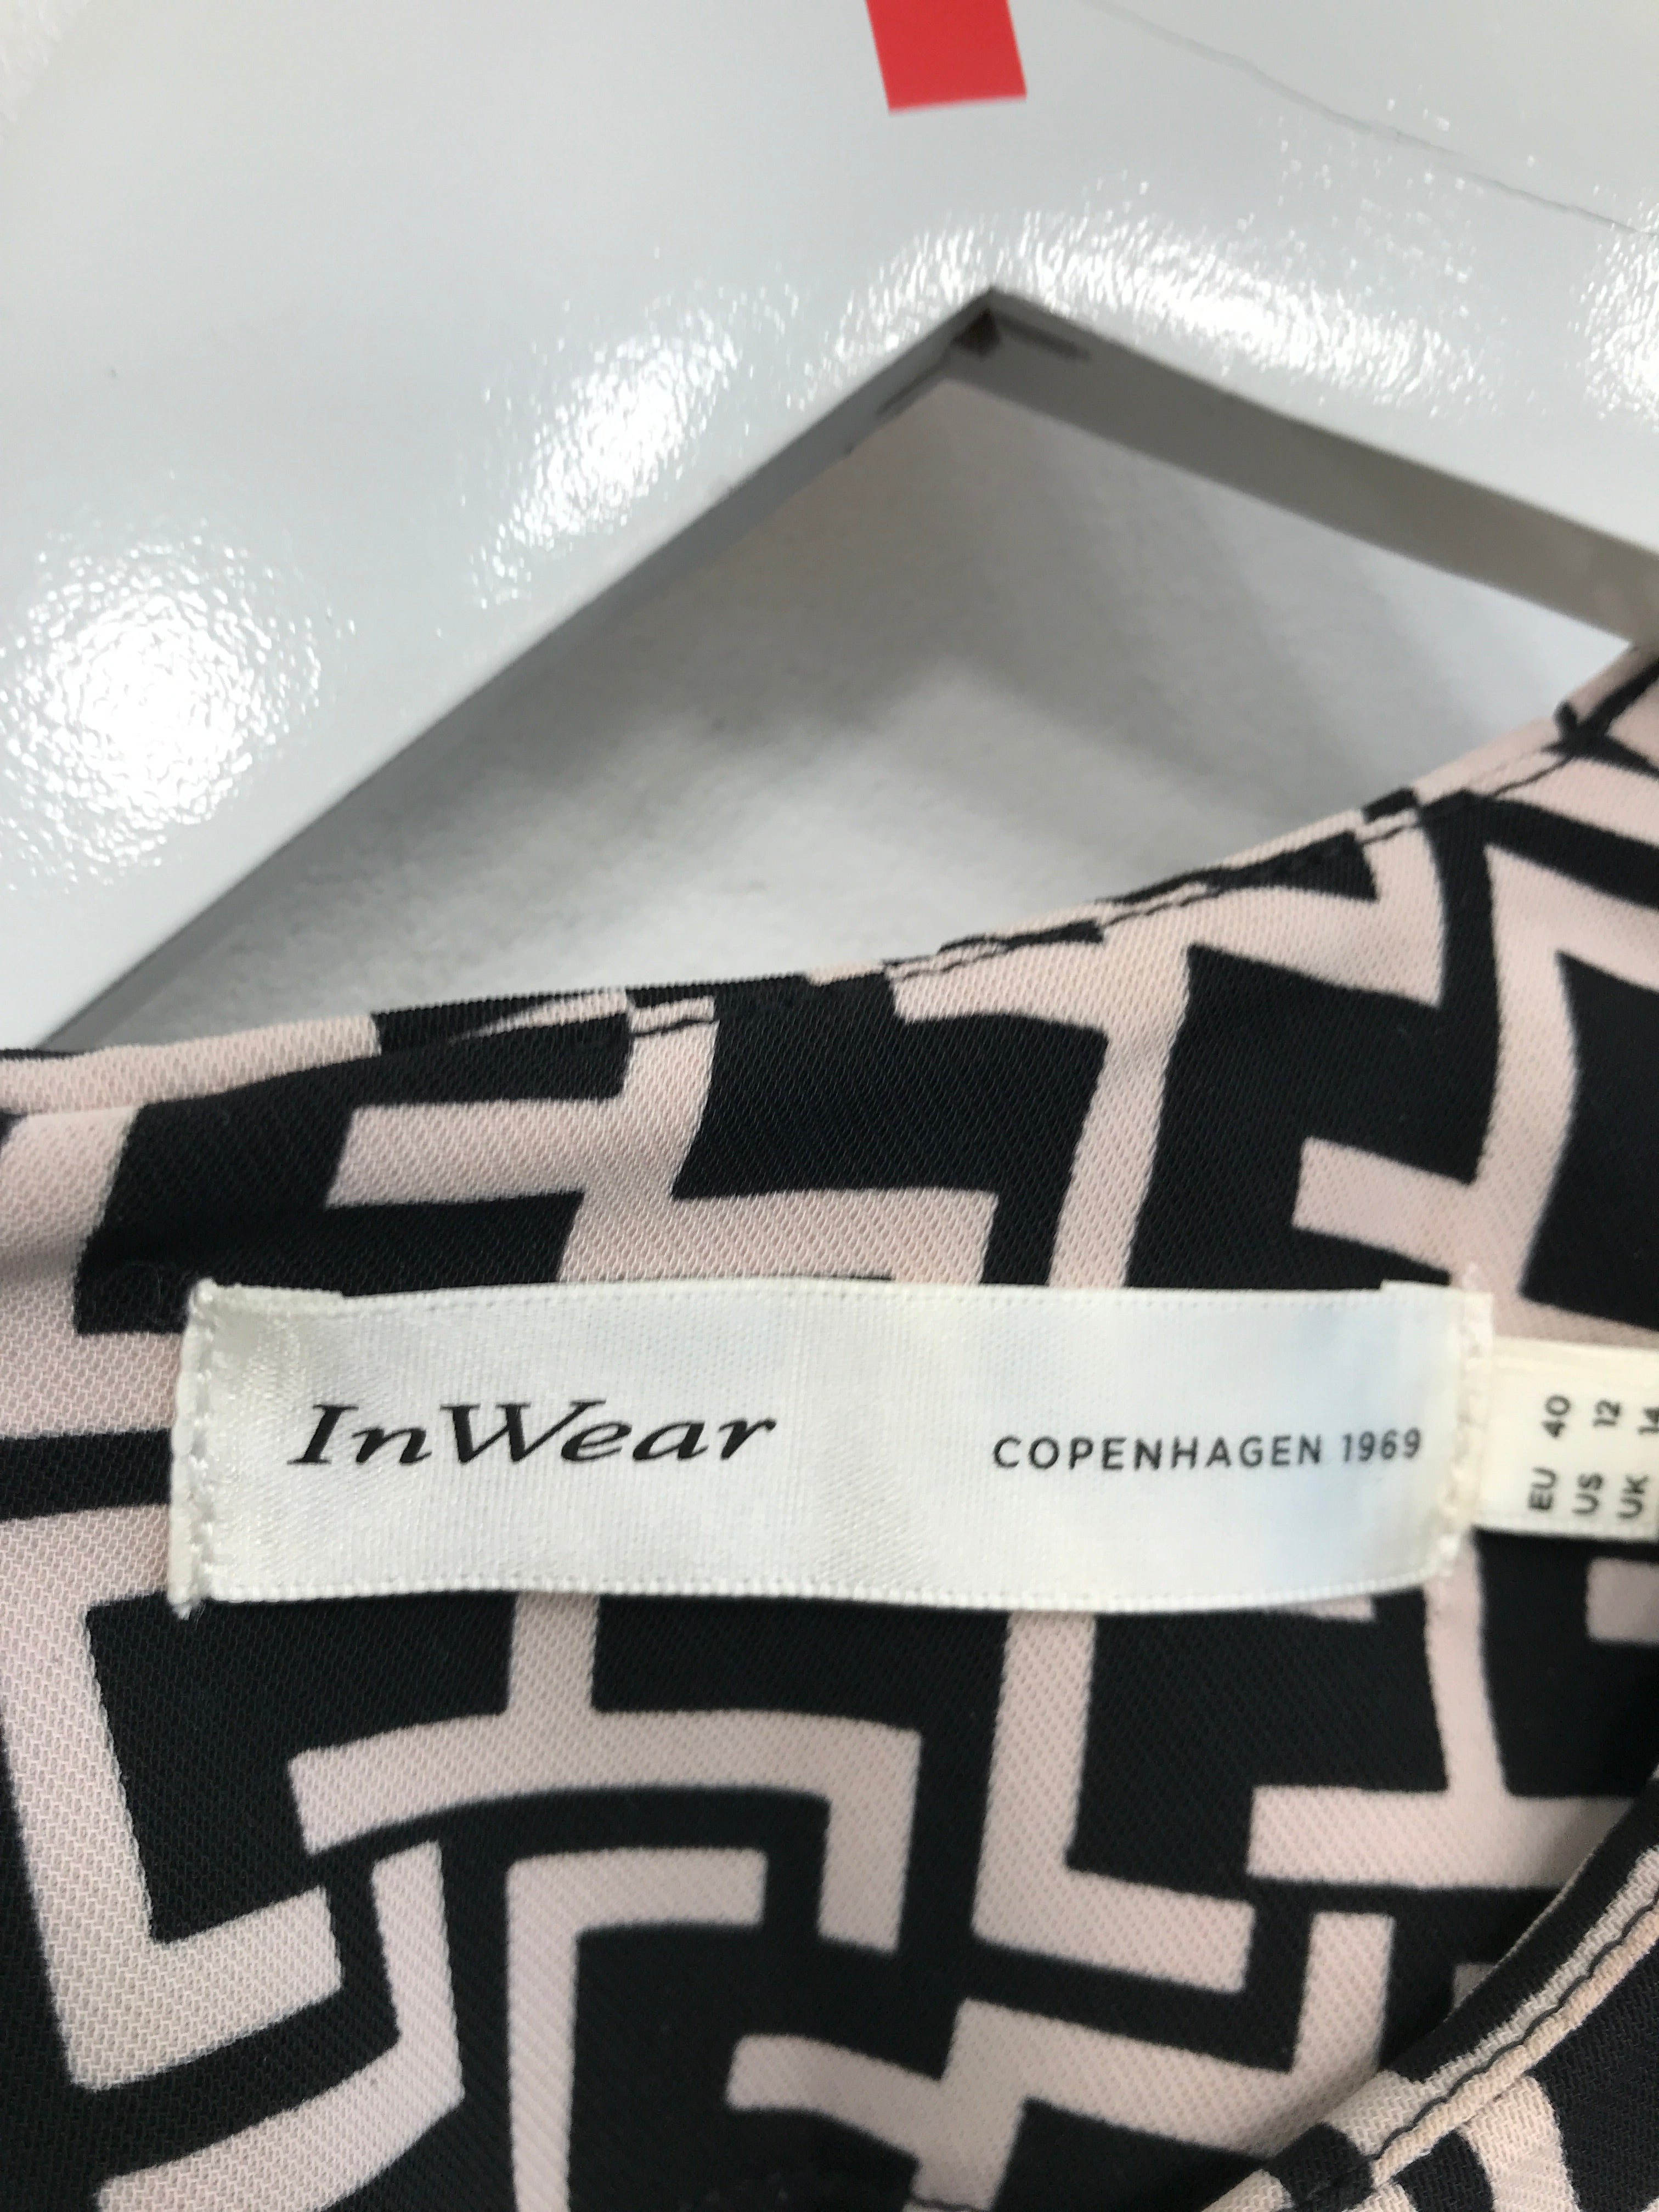 InWear COPENHAGEN 1969
EU 40
US 12
UK 14